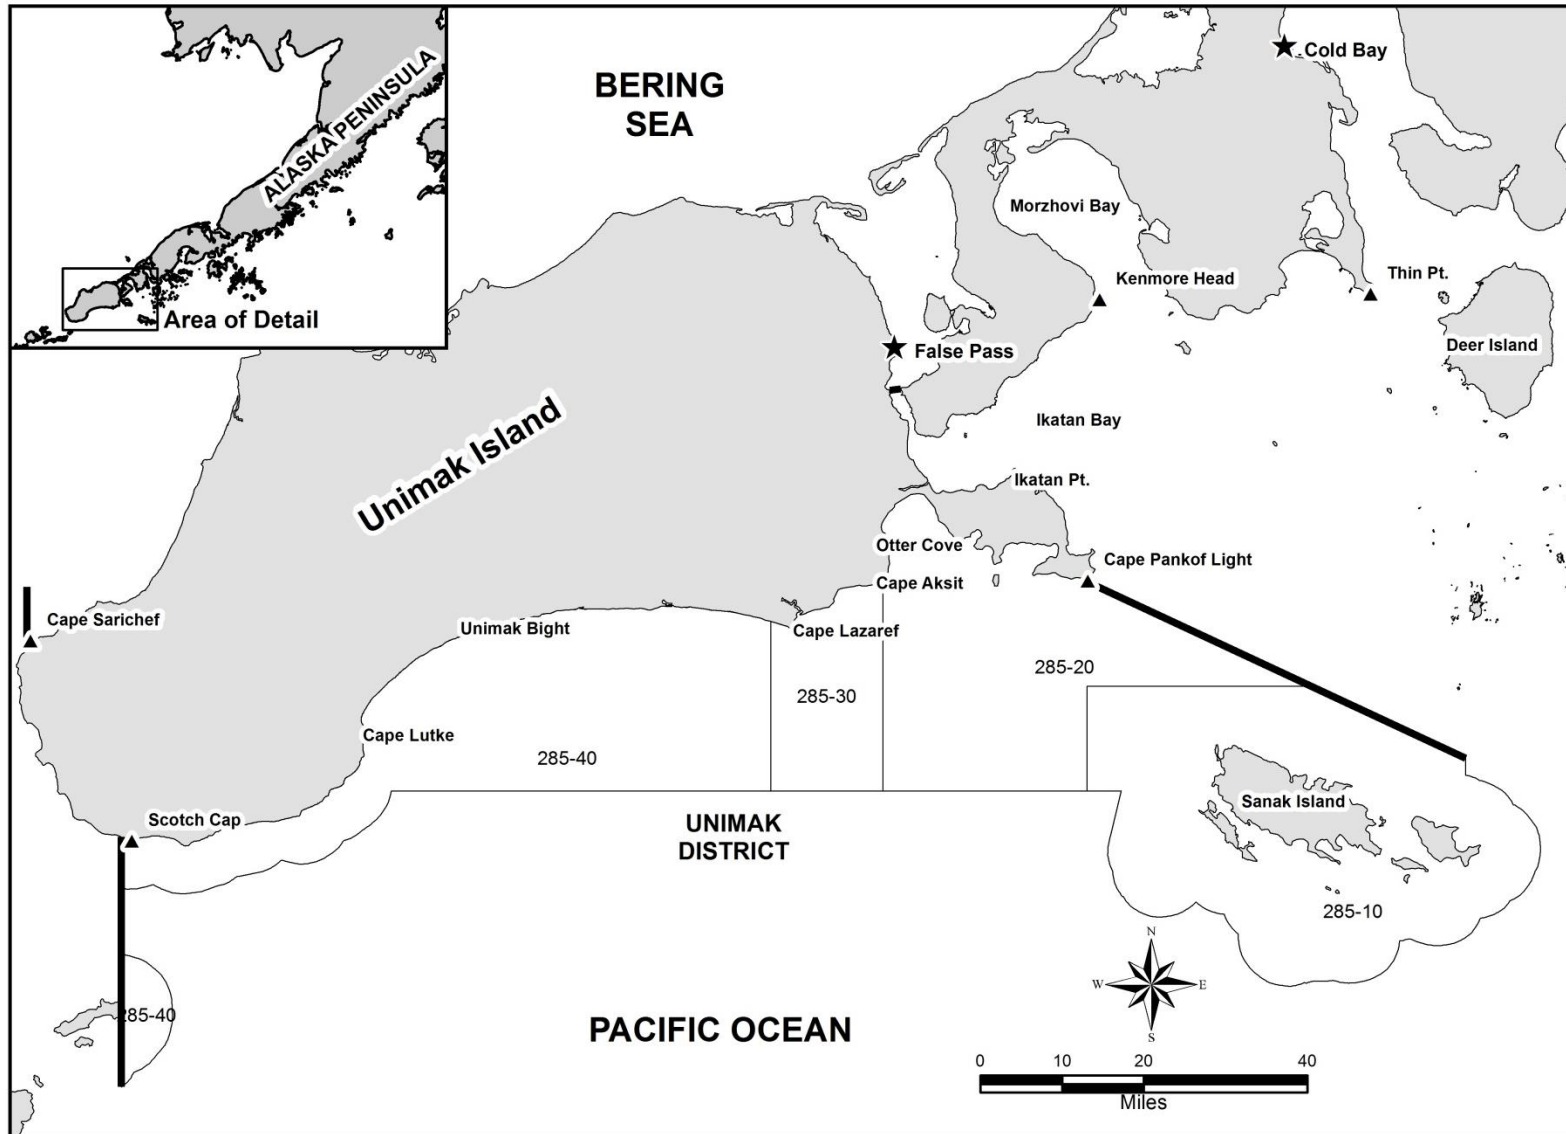 ALASKA PENINSULA
Area of Detail
BERING
SEA
Cold Bay
Morzhovi Bay
Kenmore Head
Thin Pt.
False Pass
Deer Island
Unimak Island
Ikatan Bay
Ikatan Pt.
Otter Cove
Cape Pankof Light
Cape Aksit
Cape Sarichef
Unimak Bight
Cape Lazaref
285-20
285-30
Cape Lutke
285-40
Sanak Island
Scotch Cap
UNIMAK
DISTRICT
285-10
285-40
PACIFIC OCEAN
N
W
E
S
0 10 20 40
Miles